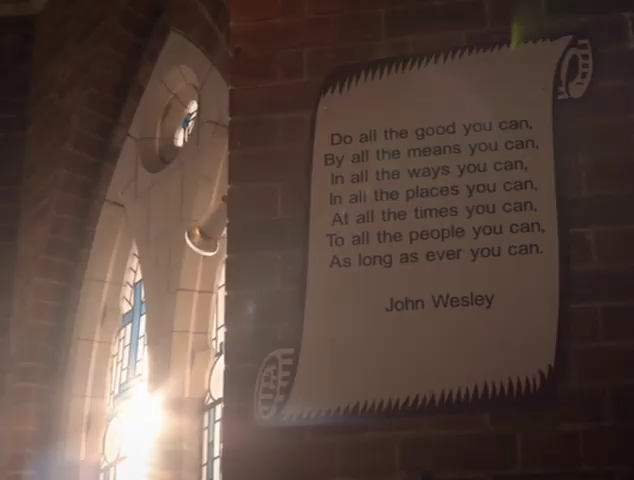 Do all the good you can,
By all the means you can,
In all the ways you can,
In all the places you can,
At all the times you can,
To all the people you can,
As long as ever you can.
John Wesley